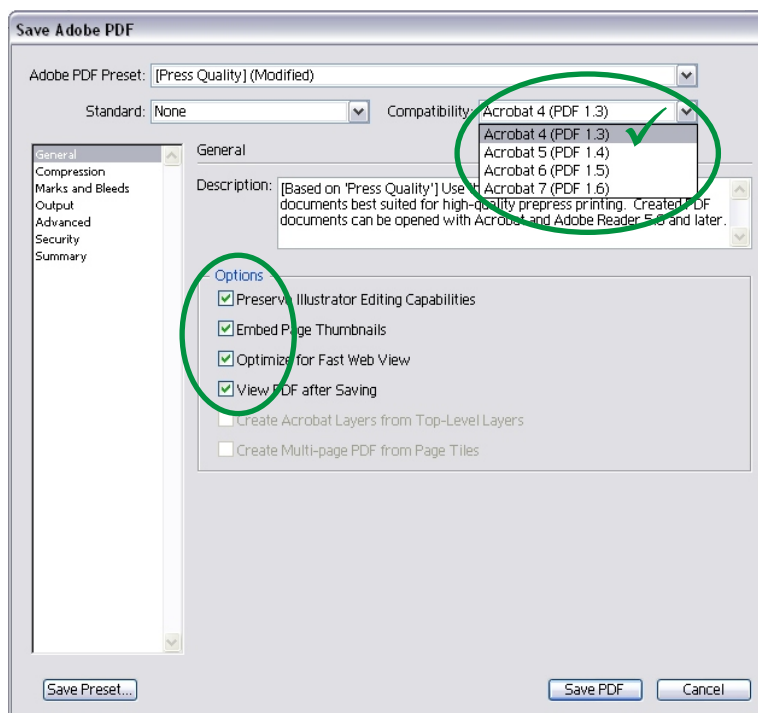 Save Adobe PDF
Adobe PDF Preset: [Press Quality] (Modified)
Standard: None
Compatibility: Acrobat 4 (PDF 1.3)
Acrobat 4 (PDF 1.3)
Acrobat 5 (PDF 1.4)
Acrobat 6 (PDF 1.5)
Acrobat 7 (PDF 1.6)
General
Compression
Marks and Bleeds
Output
Advanced
Security
Summary
General
Description: [Based on 'Press Quality'] Use
documents best suited for high-quality prepress printing. Created PDF
documents can be opened with Acrobat and Adobe Reader 5.0 and later.
Options
Preserve Illustrator Editing Capabilities
Embed Page Thumbnails
Optimize for Fast Web View
View PDF after Saving
Create Acrobat Layers from Top-Level Layers
Create Multi-page PDF from Page Tiles
Save Preset...
Save PDF
Cancel